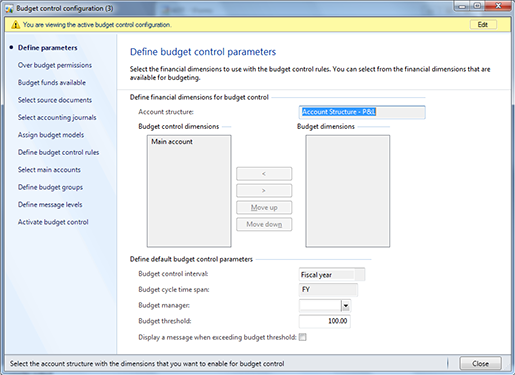 Budget control configuration (3)
You are viewing the active budget control configuration.
Edit
Define parameters
Over budget permissions
Budget funds available
Select source documents
Select accounting journals
Assign budget models
Define budget control rules
Select main accounts
Define budget groups
Define message levels
Activate budget control
Define budget control parameters
Select the financial dimensions to use with the budget control rules. You can select from the financial dimensions that are
available for budgeting.
Define financial dimensions for budget control
Account structure: Account Structure - P&L
Budget control dimensions Budget dimensions
Main account
<
>
Move up
Move down
Define default budget control parameters
Budget control interval: Fiscal year
Budget cycle time span: FY
Budget manager:
Budget threshold: 100.00
Display a message when exceeding budget threshold:
Select the account structure with the dimensions that you want to enable for budget control
Close